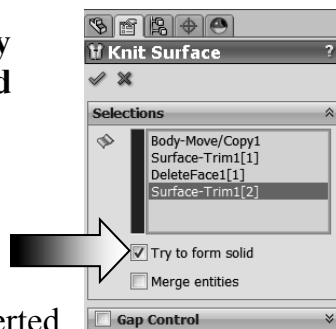 y
Knit Surface ?
d
Selections
Body-Move/Copy1
Surface-Trim1[1]
DeleteFace1[1]
Surface-Trim1[2]
Try to form solid
Merge entities
erted
Gap Control